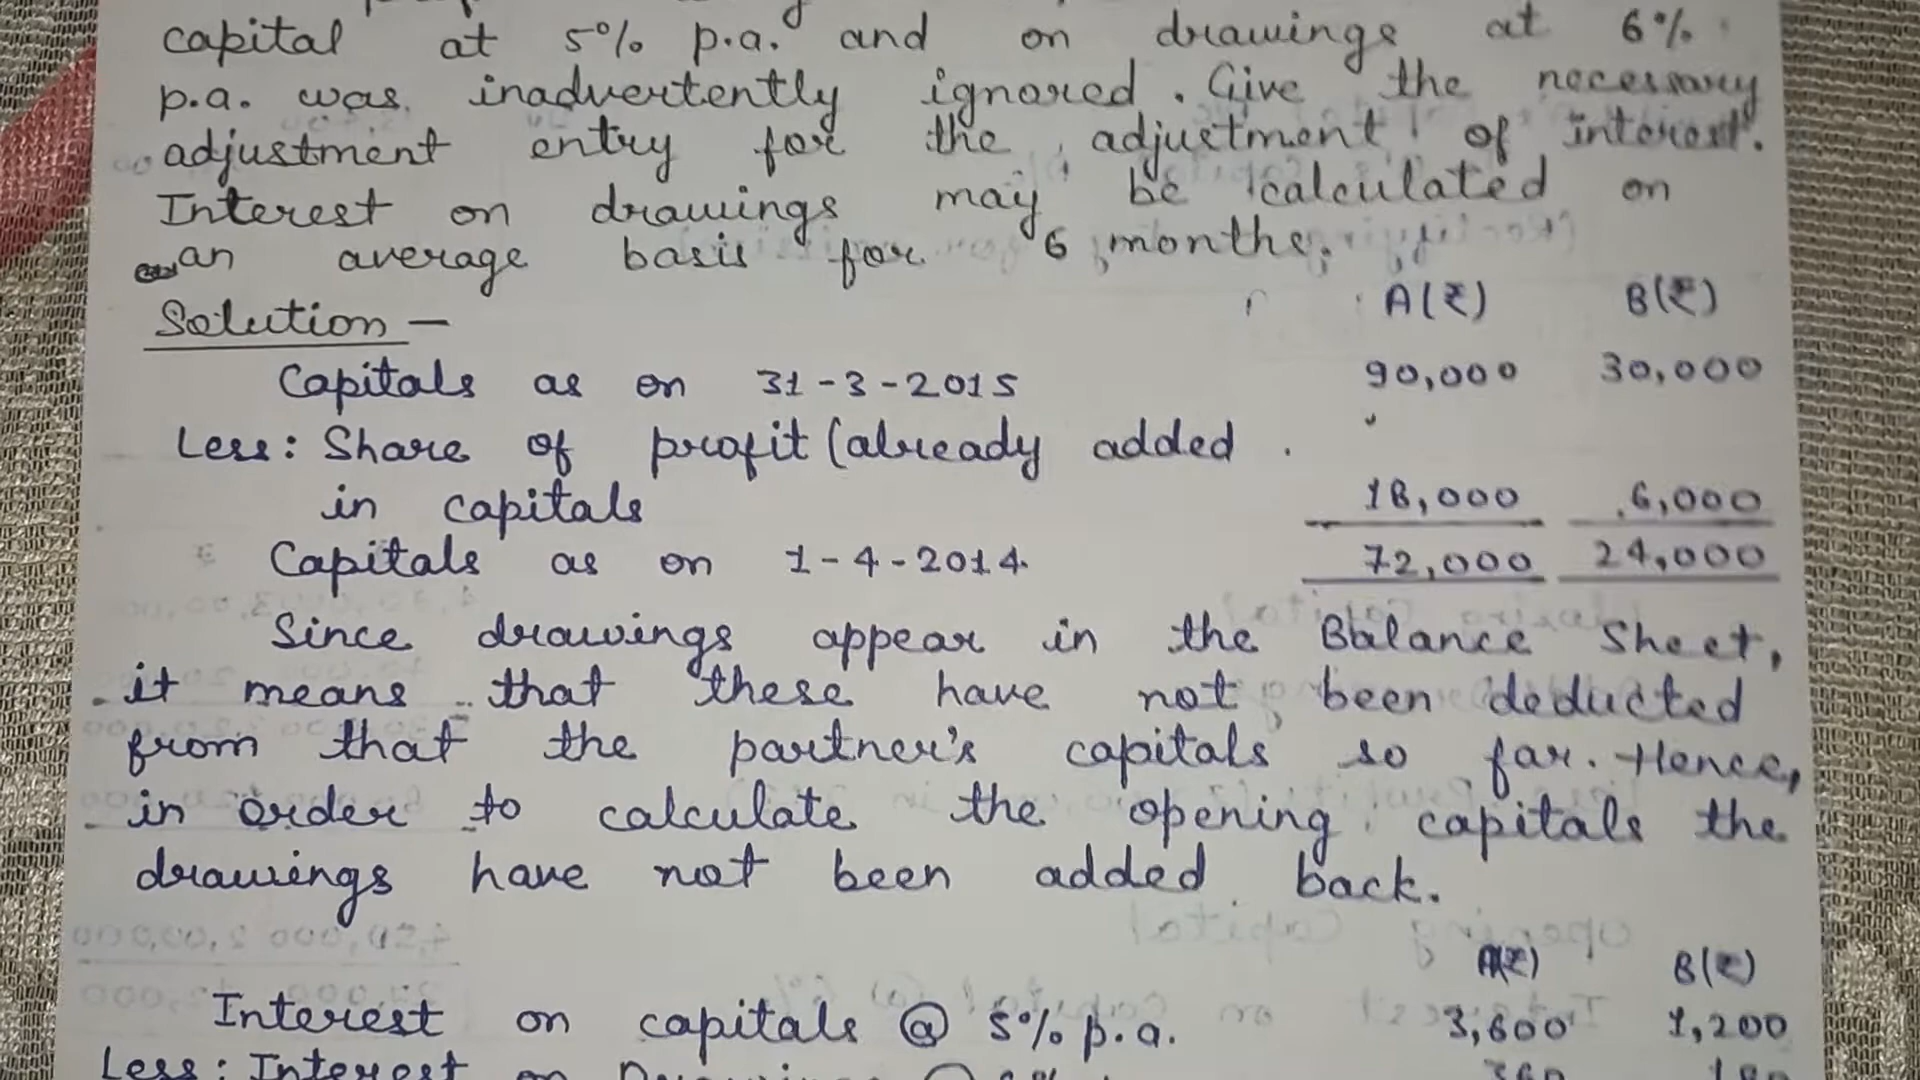 capital at 5% p.a. and on drawings at 6%
p.a. was inadvertently ignored. Give the necessary
adjustment entry for the adjustment of interest.
Interest on drawings may be calculated on
an average basis for 6 months.
A(₹) B(₹)
Solution -
Capitals as on 31-3-2015 90,000 30,000
Less: Share of profit (already added
in capitals 18,000 6,000
Capitals as on 1-4-2014 72,000 24,000
Since drawings appear in the Balance Sheet,
it means that these have not been deducted
from that the partner's capitals so far. Hence,
in order to calculate the opening capitals the
drawings have not been added back.
A(₹) B(₹)
Interest on capitals @ 5% p.a. 3,600 1,200
Less: Interest on